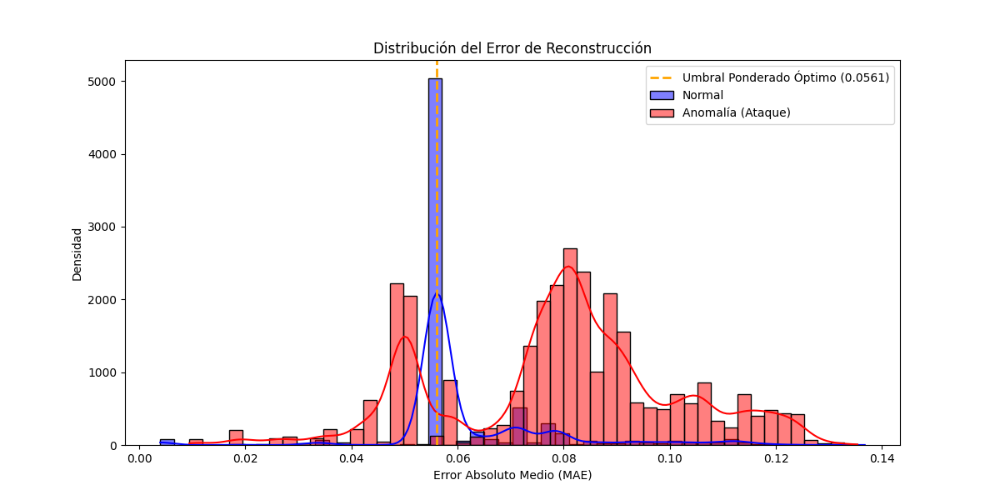 Distribución del Error de Reconstrucción
Umbral Ponderado Óptimo (0.0561)
Normal
Anomalía (Ataque)
Densidad
5000
4000
3000
2000
1000
0
0.00 0.02 0.04 0.06 0.08 0.10 0.12 0.14
Error Absoluto Medio (MAE)